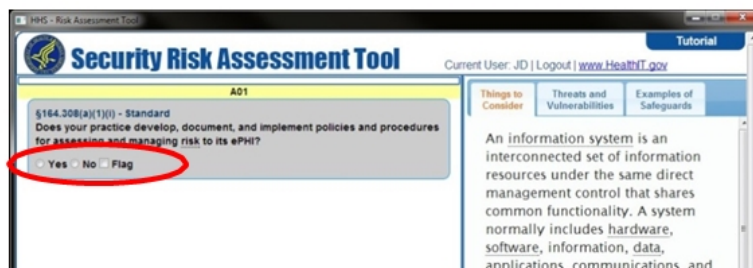 HHS - Risk Assessment Tool
Security Risk Assessment Tool
Tutorial
Current User: JD | Logout | www.HealthIT.gov
A01
§164.308(a)(1)(i) - Standard
Does your practice develop, document, and implement policies and procedures
for assessing and managing risk to its ePHI?
Yes No Flag
Things to
Consider
Threats and
Vulnerabilities
Examples of
Safeguards
An information system is an
interconnected set of information
resources under the same direct
management control that shares
common functionality. A system
normally includes hardware,
software, information, data,
applications, communications, and